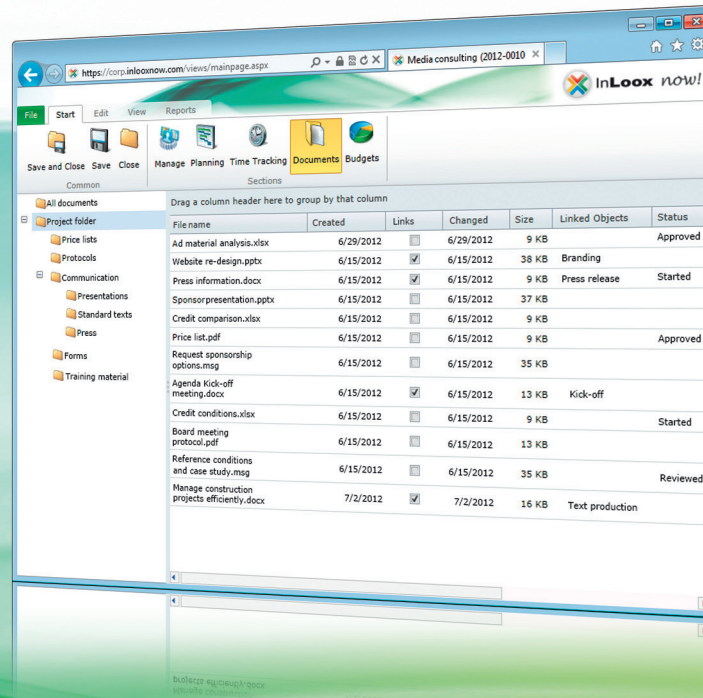 https://corp.inlooxnow.com/views/mainpage.aspx
Media consulting (2012-0010
InLoox now!
File Start Edit View Reports
Save and Close Save Close Manage Planning Time Tracking Documents Budgets
Common Sections
All documents
Project folder
Price lists
Protocols
Communication
Presentations
Standard texts
Press
Forms
Training material
Drag a column header here to group by that column
Filename Created Links Changed Size Linked Objects Status
Ad material analysis.xlsx 6/29/2012 6/29/2012 9 KB Approved
Website re-design.pptx 6/15/2012 6/15/2012 38 KB Branding
Press information.docx 6/15/2012 6/15/2012 9 KB Press release Started
Sponsorpresentation.pptx 6/15/2012 6/15/2012 37 KB
Credit comparison.xlsx 6/15/2012 6/15/2012 9 KB
Price list.pdf 6/15/2012 6/15/2012 9 KB Approved
Request sponsorship
options.msg 6/15/2012 6/15/2012 35 KB
Agenda Kick-off
meeting.docx 6/15/2012 6/15/2012 13 KB Kick-off
Credit conditions.xlsx 6/15/2012 6/15/2012 9 KB Started
Board meeting
protocol.pdf 6/15/2012 6/15/2012 13 KB
Reference conditions
and case study.msg 6/15/2012 6/15/2012 35 KB Reviewed
Manage construction
projects efficiently.docx 7/2/2012 7/2/2012 16 KB Text production